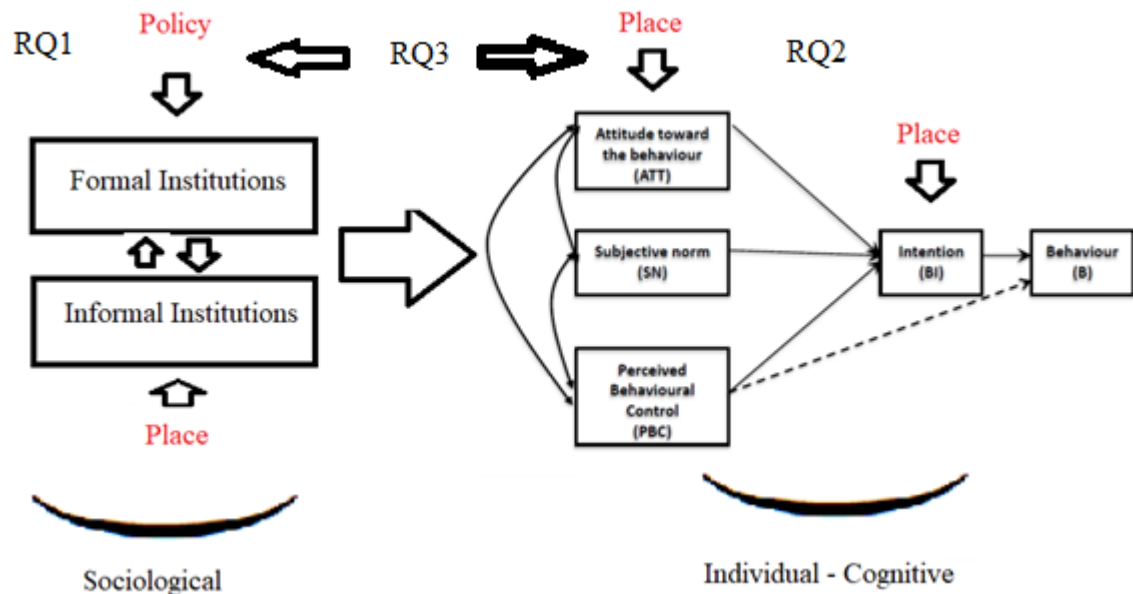 RQ1
Policy
RQ3
Place
RQ2
Formal Institutions
Informal Institutions
Place
Sociological
Attitude toward
the behaviour
(ATT)
Subjective norm
(SN)
Perceived
Behavioural
Control
(PBC)
Place
Intention
(BI)
Behaviour
(B)
Individual - Cognitive